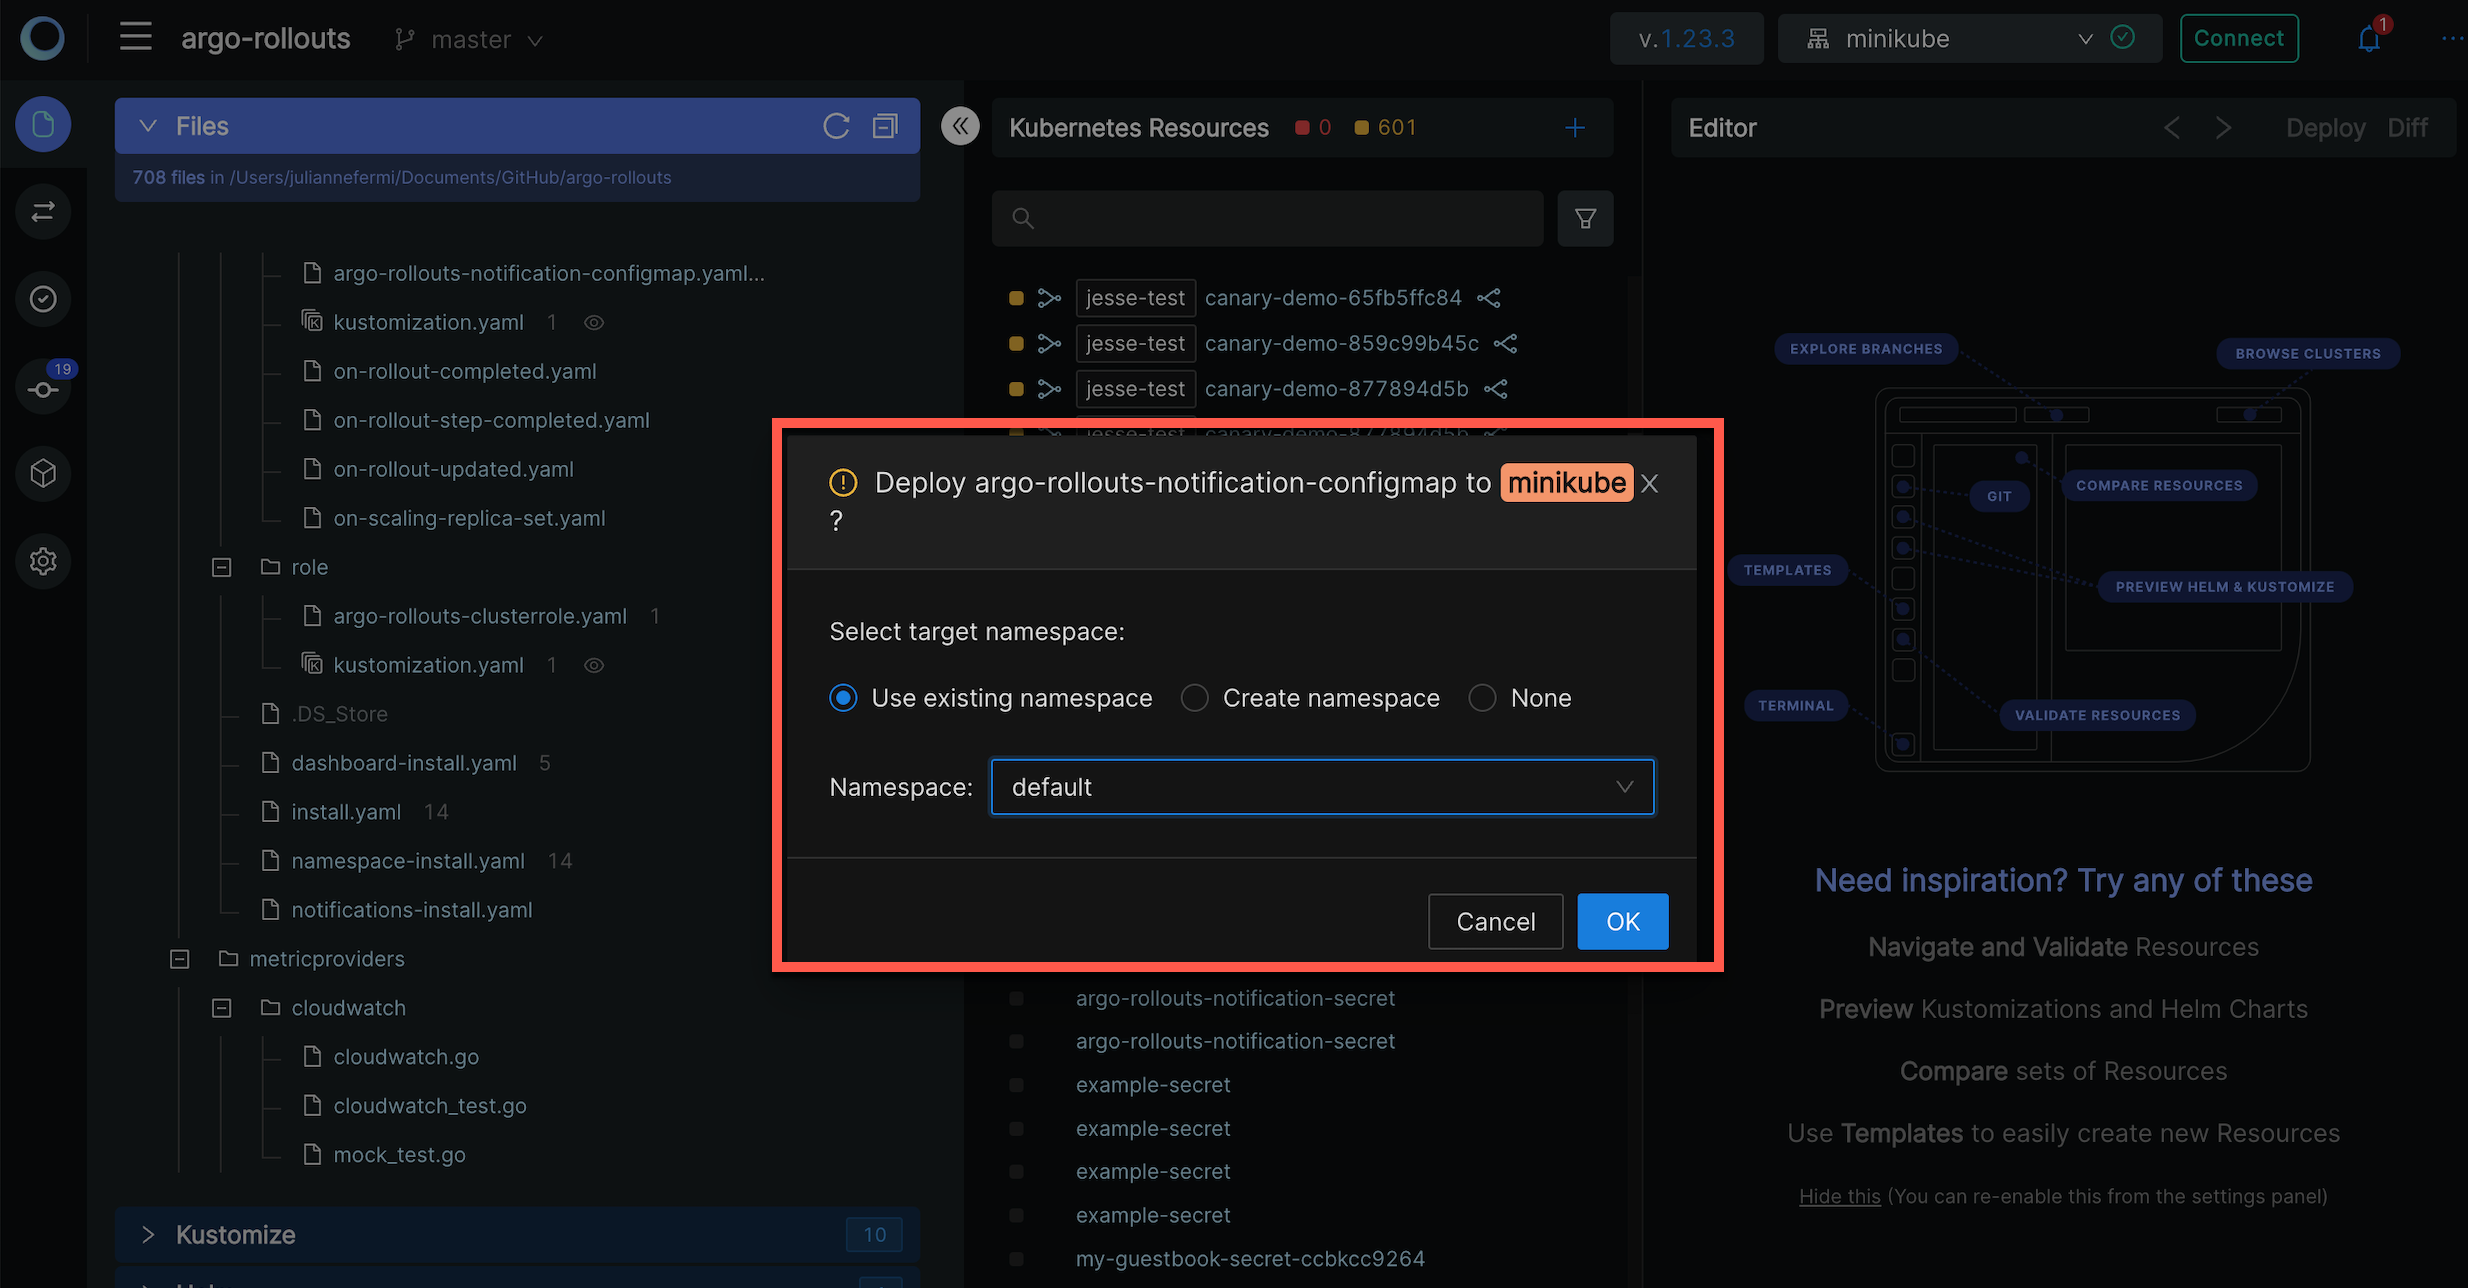 argo-rollouts
master
v.1.23.3
minikube
Connect
1
Files
708 files in /Users/juliannefermi/Documents/GitHub/argo-rollouts
19
argo-rollouts-notification-configmap.yaml...
kustomization.yaml 1
on-rollout-completed.yaml
on-rollout-step-completed.yaml
on-rollout-updated.yaml
on-scaling-replica-set.yaml
role
argo-rollouts-clusterrole.yaml 1
kustomization.yaml 1
.DS_Store
dashboard-install.yaml 5
install.yaml 14
namespace-install.yaml 14
notifications-install.yaml
metricproviders
cloudwatch
cloudwatch.go
cloudwatch_test.go
mock_test.go
Kustomize 10
Kubernetes Resources 0 601
jesse-test canary-demo-65fb5ffc84
jesse-test canary-demo-859c99b45c
jesse-test canary-demo-877894d5b
jesse-test canary-demo-877894d5b
Deploy argo-rollouts-notification-configmap to minikube
?
Select target namespace:
Use existing namespace Create namespace None
Namespace: default
Cancel OK
argo-rollouts-notification-secret
argo-rollouts-notification-secret
example-secret
example-secret
example-secret
example-secret
my-guestbook-secret-ccbkcc9264
Editor
Deploy Diff
EXPLORE BRANCHES
BROWSE CLUSTERS
GIT
COMPARE RESOURCES
TEMPLATES
PREVIEW HELM & KUSTOMIZE
TERMINAL
VALIDATE RESOURCES
Need inspiration? Try any of these
Navigate and Validate Resources
Preview Kustomizations and Helm Charts
Compare sets of Resources
Use Templates to easily create new Resources
Hide this (You can re-enable this from the settings panel)